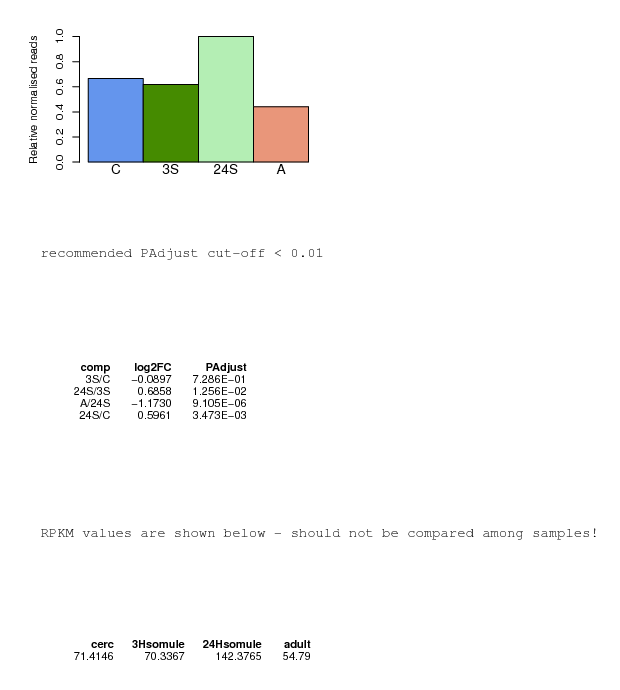 Relative normalised reads
1.0
0.8
0.6
0.4
0.2
0.0
C 3S 24S A
recommended PAdjust cut-off < 0.01
comp log2FC PAdjust
3S/C −0.0897 7.286E−01
24S/3S 0.6858 1.256E−02
A/24S −1.1730 9.105E−06
24S/C 0.5961 3.473E−03
RPKM values are shown below - should not be compared among samples!
cerc 3Hsomule 24Hsomule adult
71.4146 70.3367 142.3765 54.79